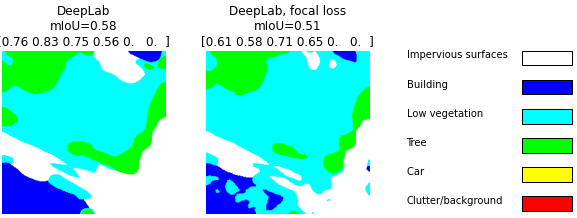 DeepLab
mIoU=0.58
[0.76 0.83 0.75 0.56 0. 0. ]
DeepLab, focal loss
mIoU=0.51
[0.61 0.58 0.71 0.65 0. 0. ]
Impervious surfaces
Building
Low vegetation
Tree
Car
Clutter/background